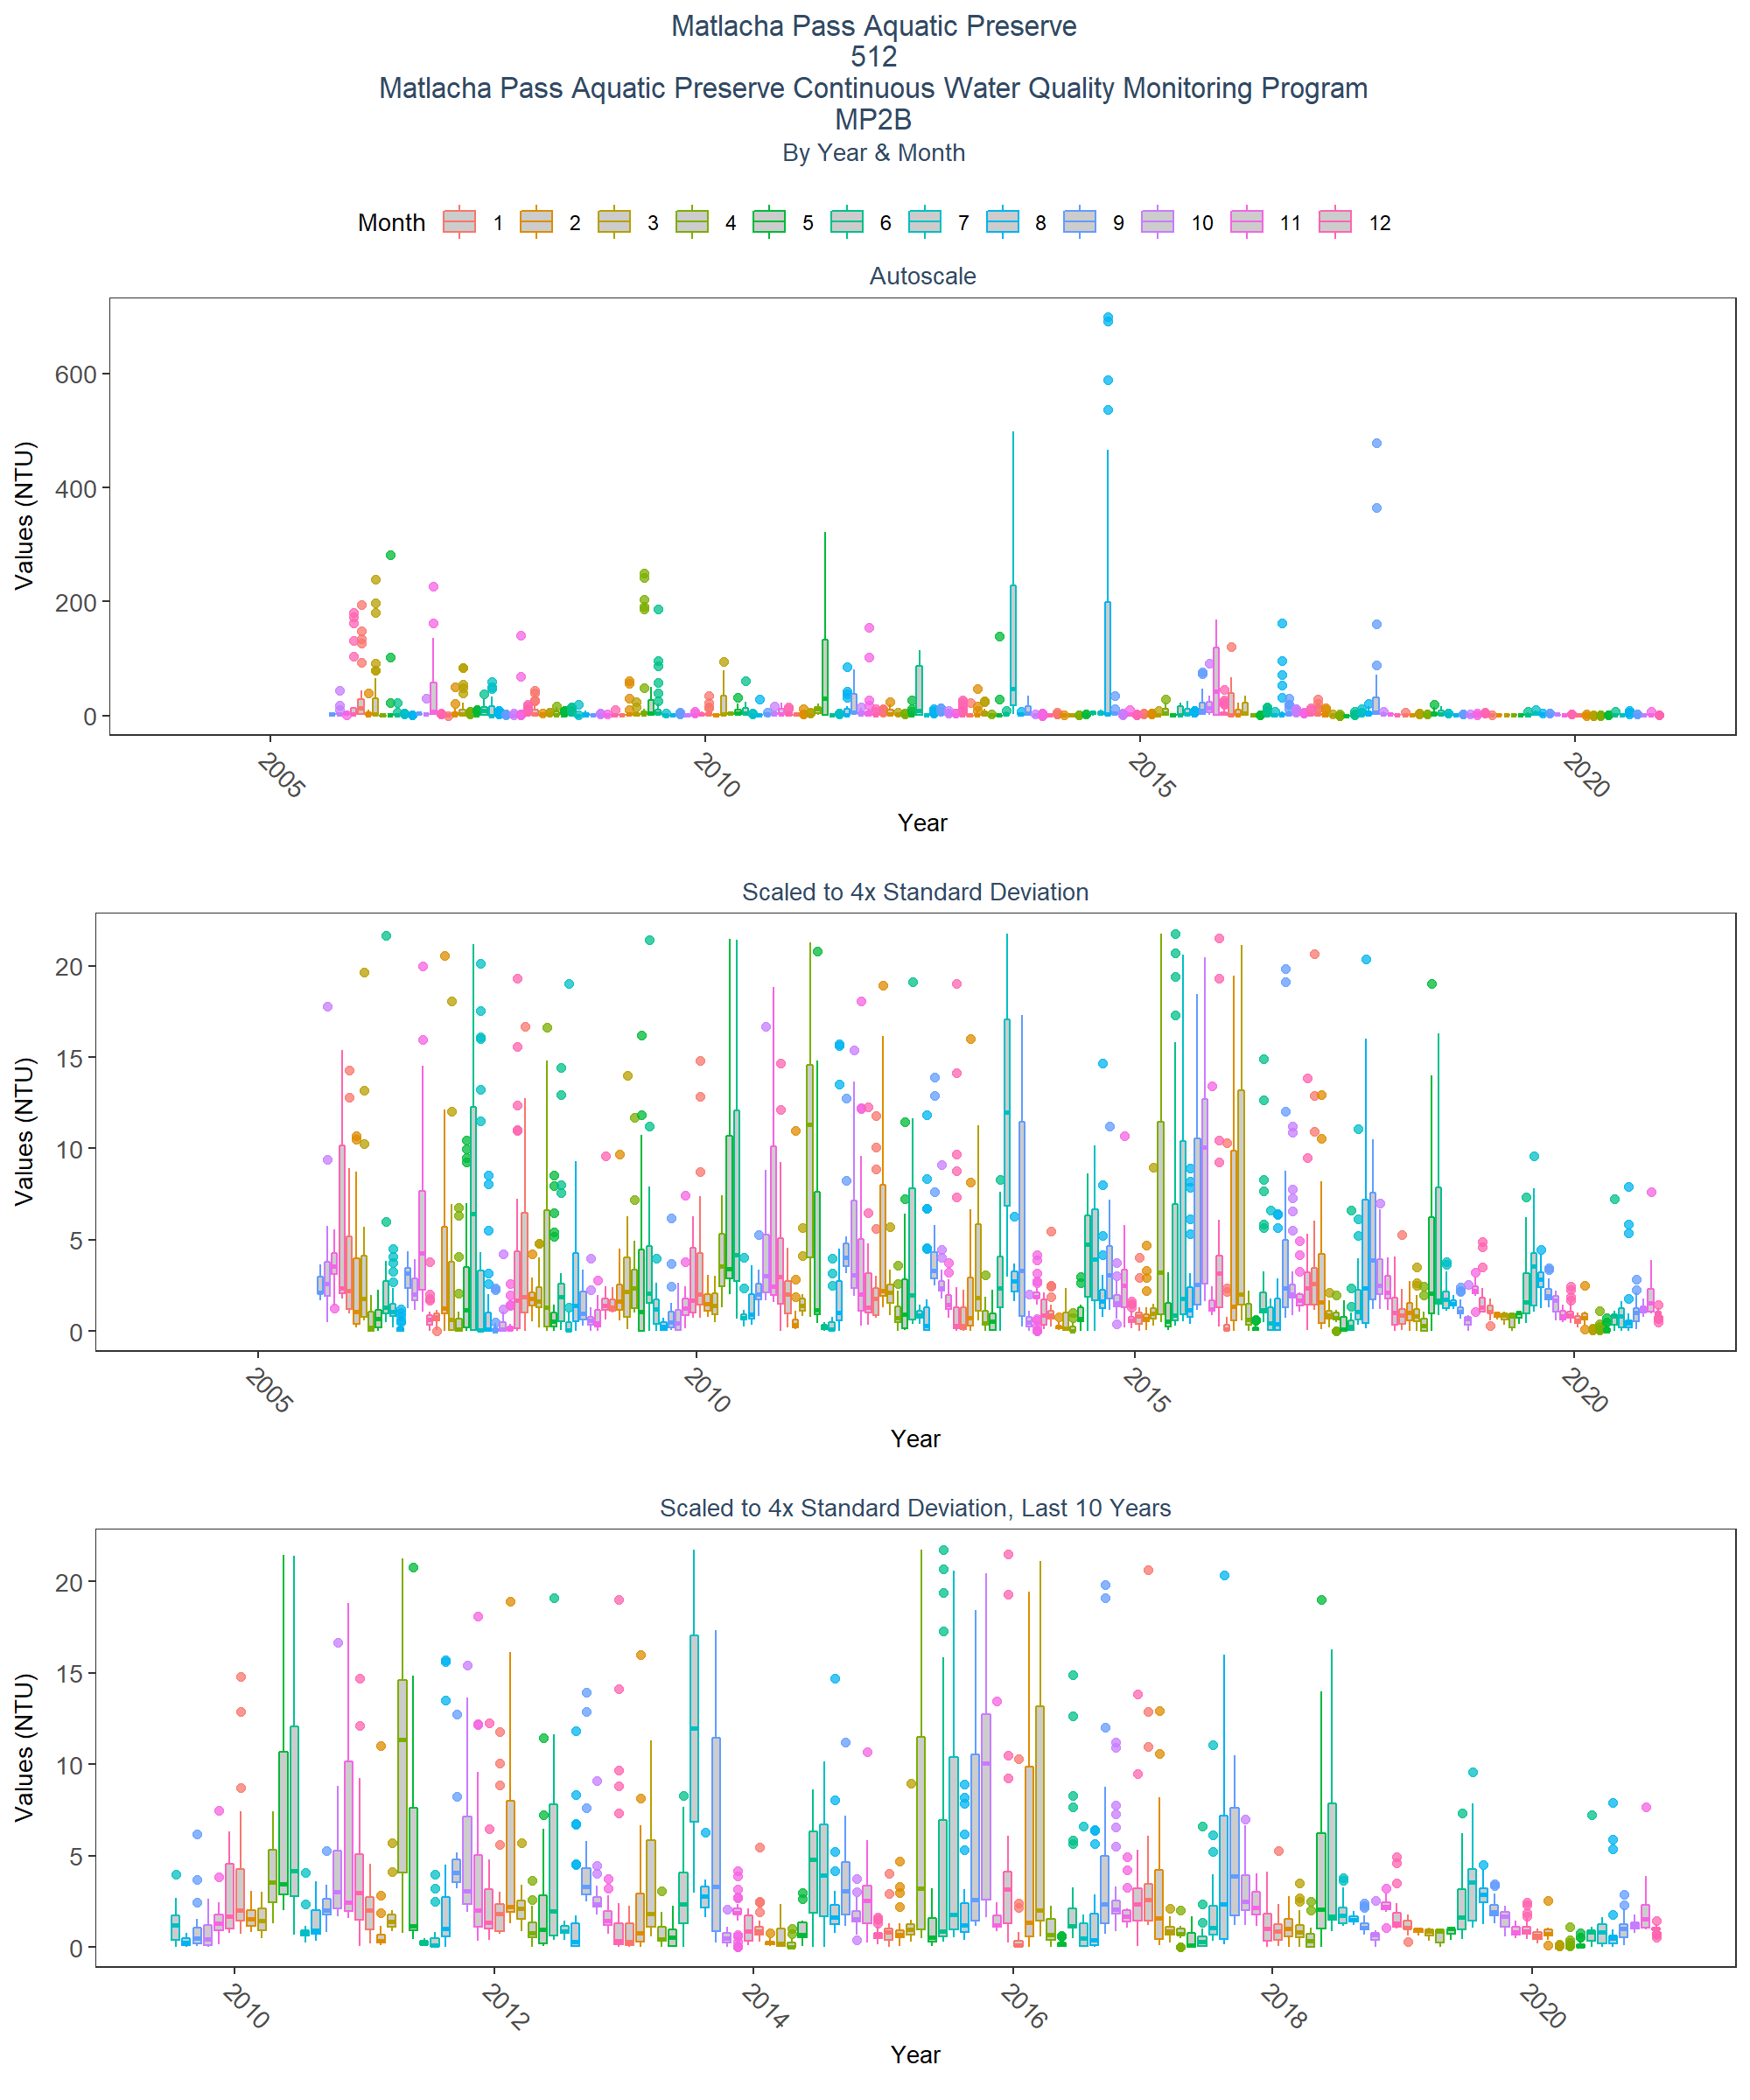 Matlacha Pass Aquatic Preserve
512
Matlacha Pass Aquatic Preserve Continuous Water Quality Monitoring Program
MP2B
By Year & Month
Month 1 2 3 4 5 6 7 8 9 10 11 12
Autoscale
Values (NTU)
600
400
200
0
2005 2010 2015 2020
Year
Scaled to 4x Standard Deviation
Values (NTU)
20
15
10
5
0
2005 2010 2015 2020
Year
Scaled to 4x Standard Deviation, Last 10 Years
Values (NTU)
20
15
10
5
0
2010 2012 2014 2016 2018 2020
Year